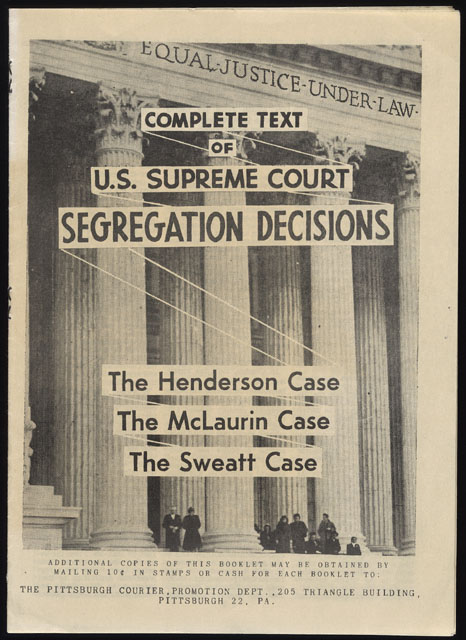 EQUAL·JUSTICE·UNDER·LAW·
COMPLETE TEXT
OF
U.S. SUPREME COURT
SEGREGATION DECISIONS
The Henderson Case
The McLaurin Case
The Sweatt Case
ADDITIONAL COPIES OF THIS BOOKLET MAY BE OBTAINED BY
MAILING 10¢ IN STAMPS OR CASH FOR EACH BOOKLET TO:
THE PITTSBURGH COURIER,PROMOTION DEPT.,205 TRIANGLE BUILDING,
PITTSBURGH 22, PA.